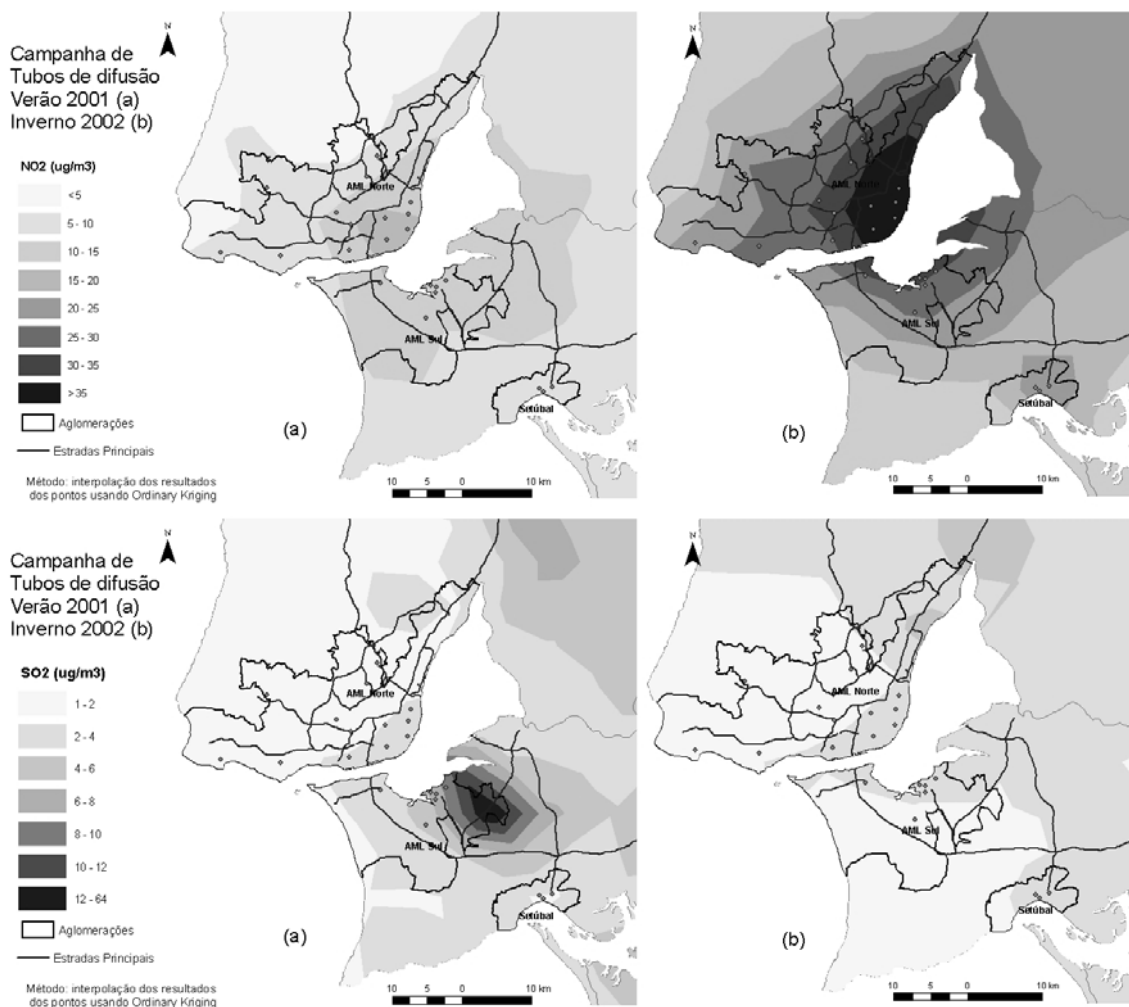 Campanha de
Tubos de difusão
Verão 2001 (a)
Inverno 2002 (b)
NO2 (ug/m3)
<5
5 - 10
10 - 15
15 - 20
20 - 25
25 - 30
30 - 35
>35
Aglomerações
Estradas Principais
Método: interpolação dos resultados
dos pontos usando Ordinary Kriging
N
AML Norte
AML Sul
Setúbal
(a)
10 5 0 10 km
N
AML Norte
AML Sul
Setúbal
(b)
10 5 0 10 km
Campanha de
Tubos de difusão
Verão 2001 (a)
Inverno 2002 (b)
SO2 (ug/m3)
1 - 2
2 - 4
4 - 6
6 - 8
8 - 10
10 - 12
12 - 64
Aglomerações
Estradas Principais
Método: interpolação dos resultados
dos pontos usando Ordinary Kriging
N
AML Norte
AML Sul
Setúbal
(a)
10 5 0 10 km
N
AML Norte
AML Sul
Setúbal
(b)
10 5 0 10 km